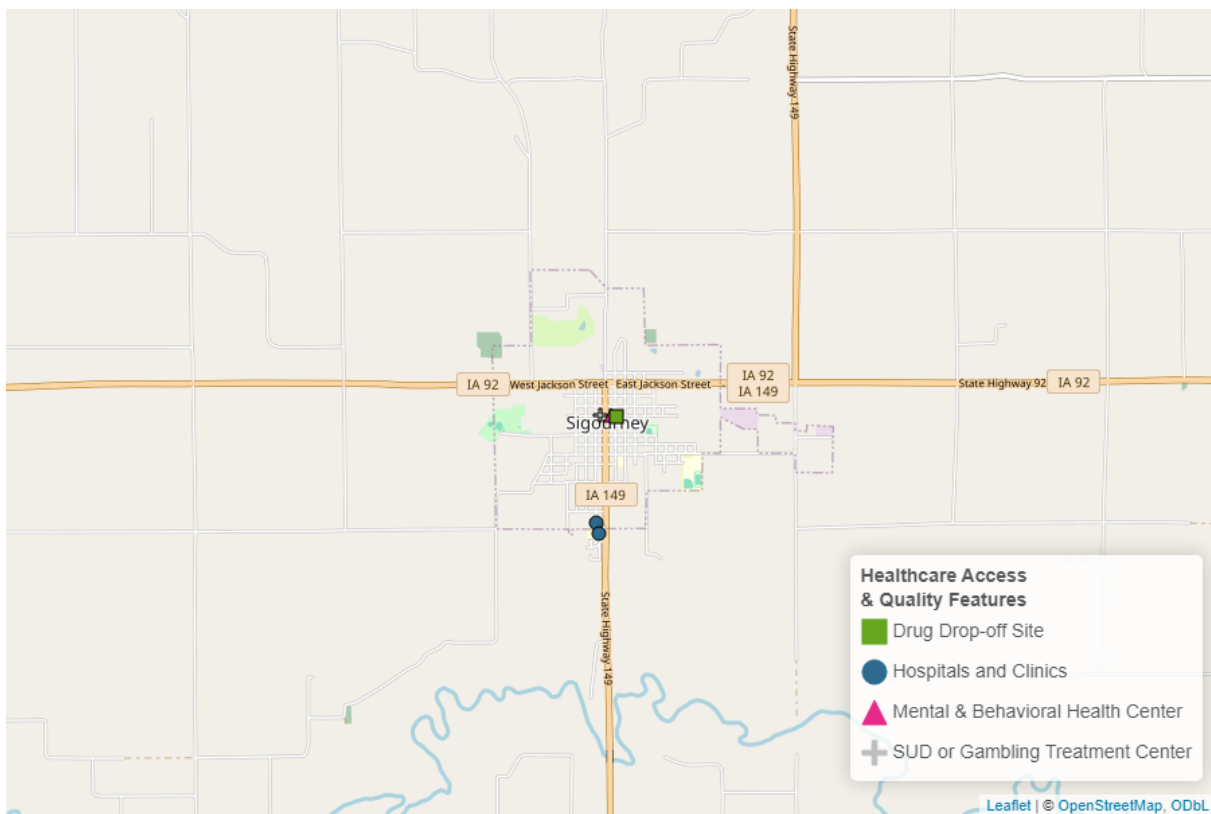 State Highway 149
IA 92
West Jackson Street
East Jackson Street
IA 92
IA 149
State Highway 92
IA 92
Sigourney
IA 149
State Highway 149
Healthcare Access
& Quality Features
Drug Drop-off Site
Hospitals and Clinics
Mental & Behavioral Health Center
SUD or Gambling Treatment Center
Leaflet | © OpenStreetMap, ODbL